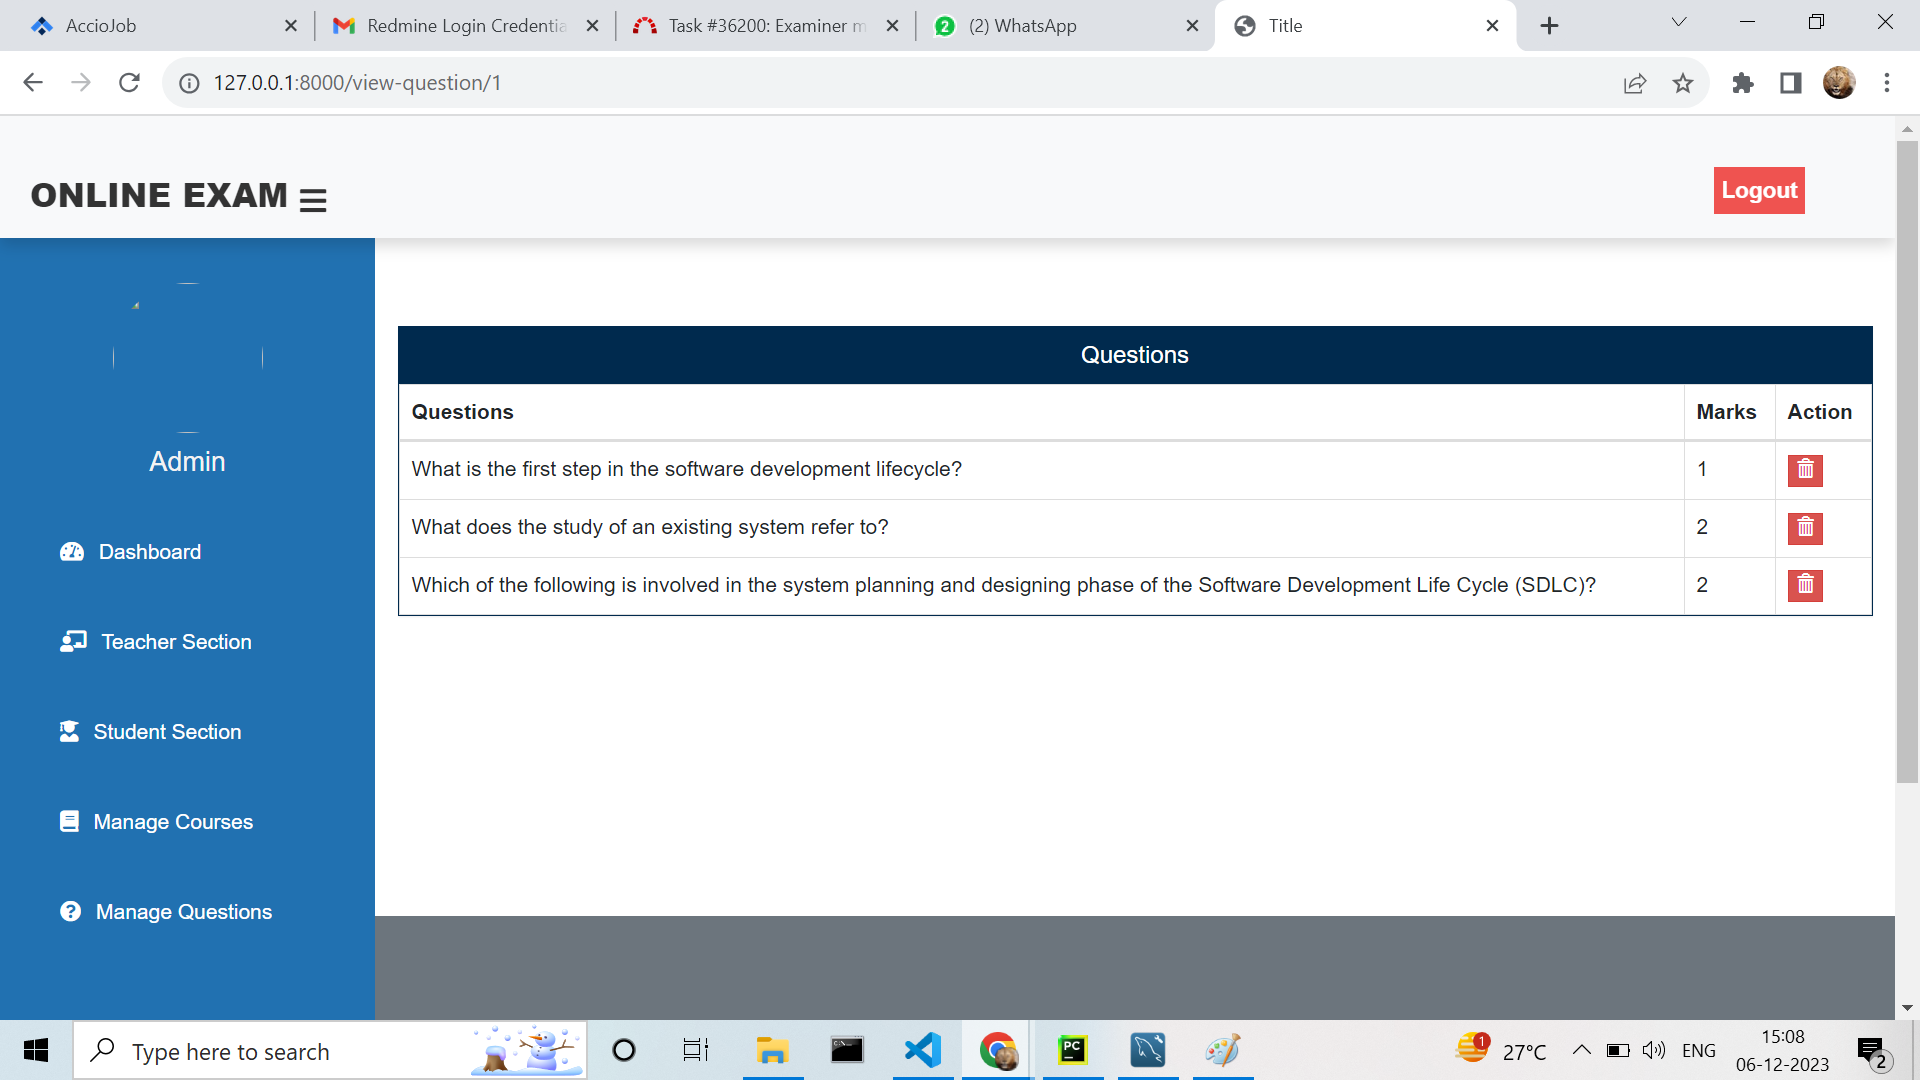 AccioJob
Redmine Login Credentia
Task #36200: Examiner m
2 (2) WhatsApp
Title
127.0.0.1:8000/view-question/1
ONLINE EXAM
Logout
Admin
Dashboard
Teacher Section
Student Section
Manage Courses
Manage Questions
Questions
Questions Marks Action
What is the first step in the software development lifecycle? 1
What does the study of an existing system refer to? 2
Which of the following is involved in the system planning and designing phase of the Software Development Life Cycle (SDLC)? 2
Type here to search
PC
1
27°C
ENG
15:08
06-12-2023
2